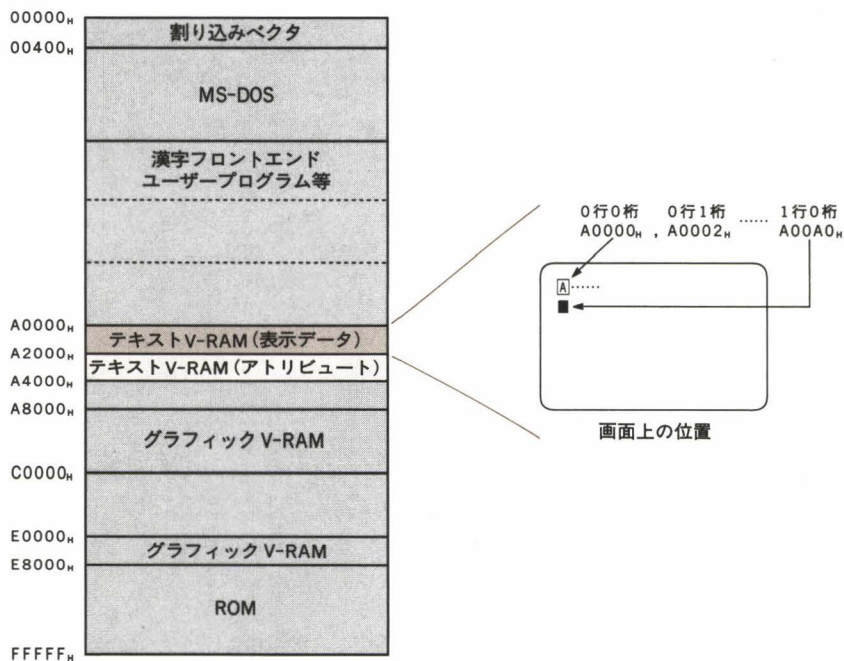 00000H
割り込みベクタ
00400H
MS-DOS
漢字フロントエンド
ユーザープログラム等
0行0桁 0行1桁 …… 1行0桁
A0000H , A0002H A00A0H
A……
A0000H
テキストV-RAM(表示データ)
A2000H
テキストV-RAM(アトリビュート)
A4000H
A8000H
グラフィックV-RAM
画面上の位置
C0000H
E0000H
グラフィックV-RAM
E8000H
ROM
FFFFFH